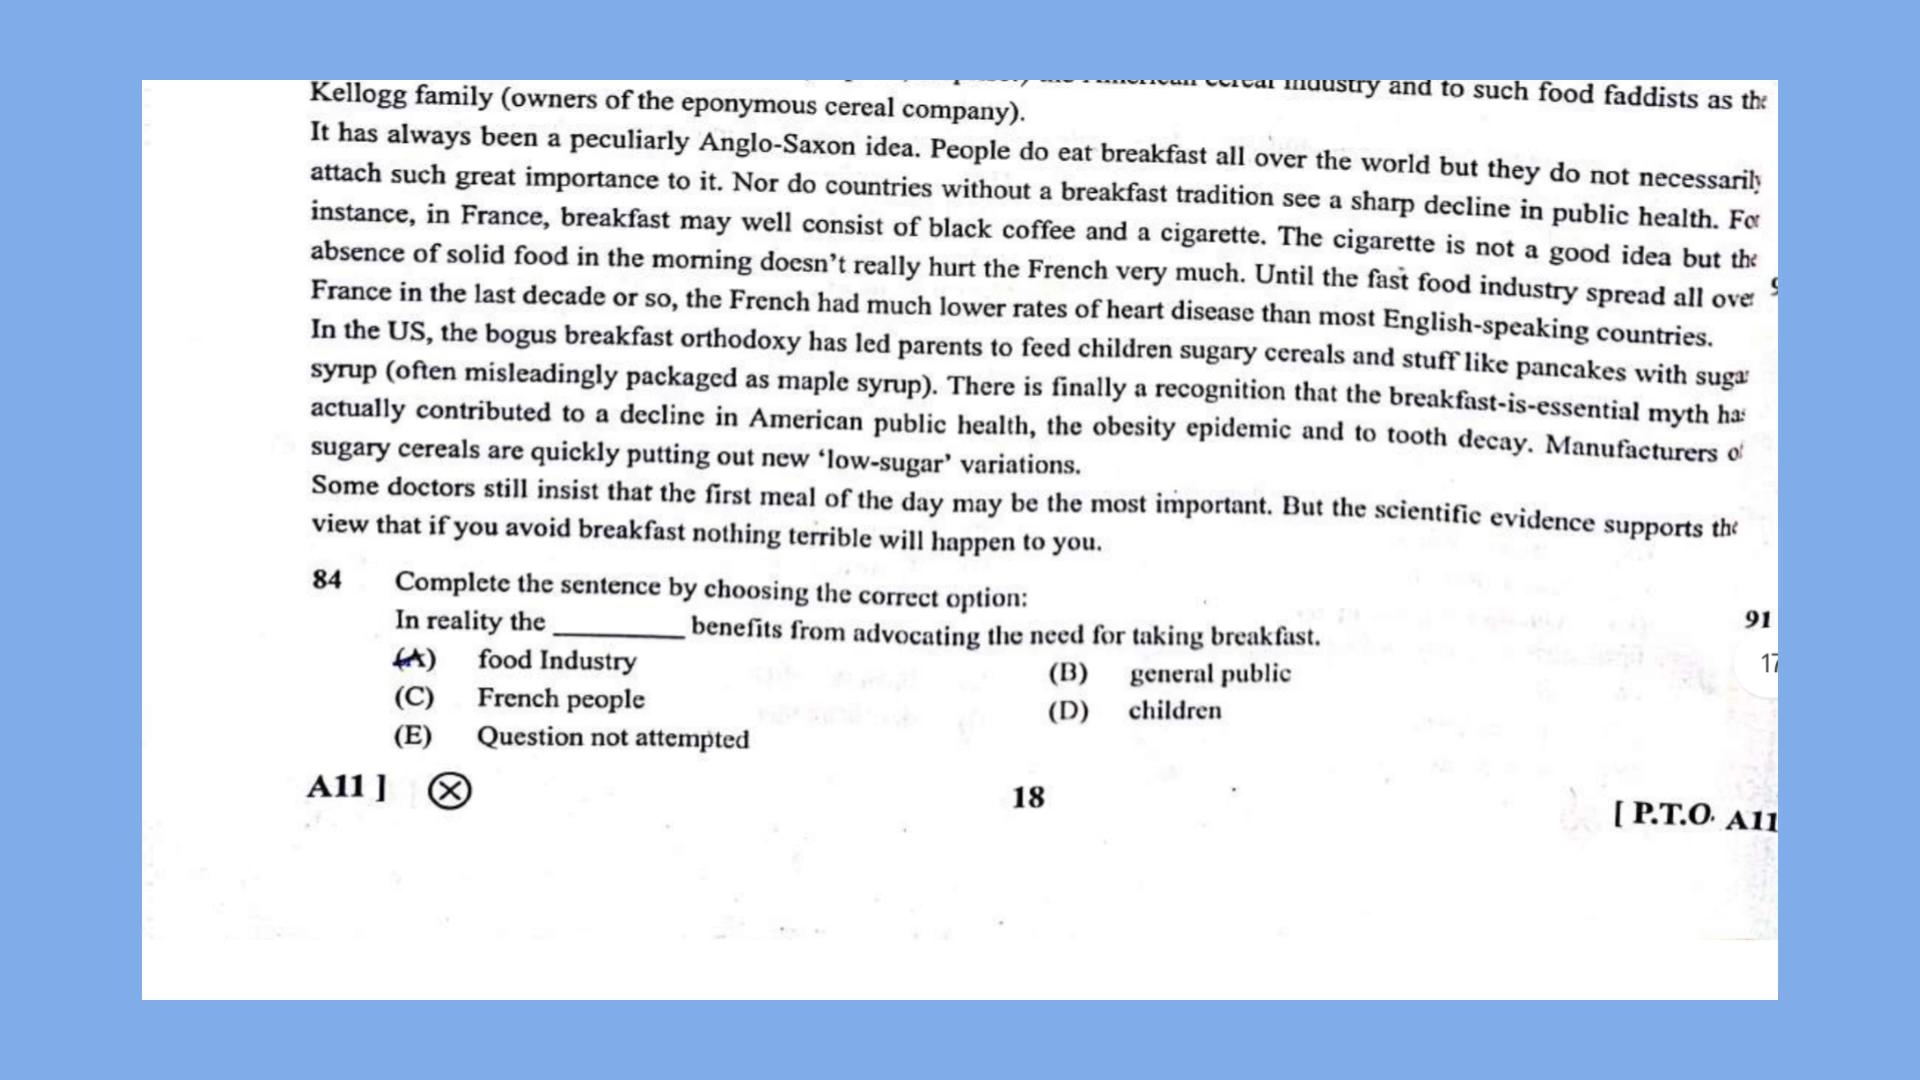 American cereal industry and to such food faddists as the
Kellogg family (owners of the eponymous cereal company).
It has always been a peculiarly Anglo-Saxon idea. People do eat breakfast all over the world but they do not necessarily
attach such great importance to it. Nor do countries without a breakfast tradition see a sharp decline in public health. For
instance, in France, breakfast may well consist of black coffee and a cigarette. The cigarette is not a good idea but the
absence of solid food in the morning doesn't really hurt the French very much. Until the fast food industry spread all over
France in the last decade or so, the French had much lower rates of heart disease than most English-speaking countries.
In the US, the bogus breakfast orthodoxy has led parents to feed children sugary cereals and stuff like pancakes with sugar
syrup (often misleadingly packaged as maple syrup). There is finally a recognition that the breakfast-is-essential myth has
actually contributed to a decline in American public health, the obesity epidemic and to tooth decay. Manufacturers of
sugary cereals are quickly putting out new 'low-sugar' variations.
Some doctors still insist that the first meal of the day may be the most important. But the scientific evidence supports the
view that if you avoid breakfast nothing terrible will happen to you.
84 Complete the sentence by choosing the correct option:
In reality the ________ benefits from advocating the need for taking breakfast.
(A) food Industry (B) general public
(C) French people (D) children
(E) Question not attempted
91
17
A11 ] 18 [ P.T.O. A11